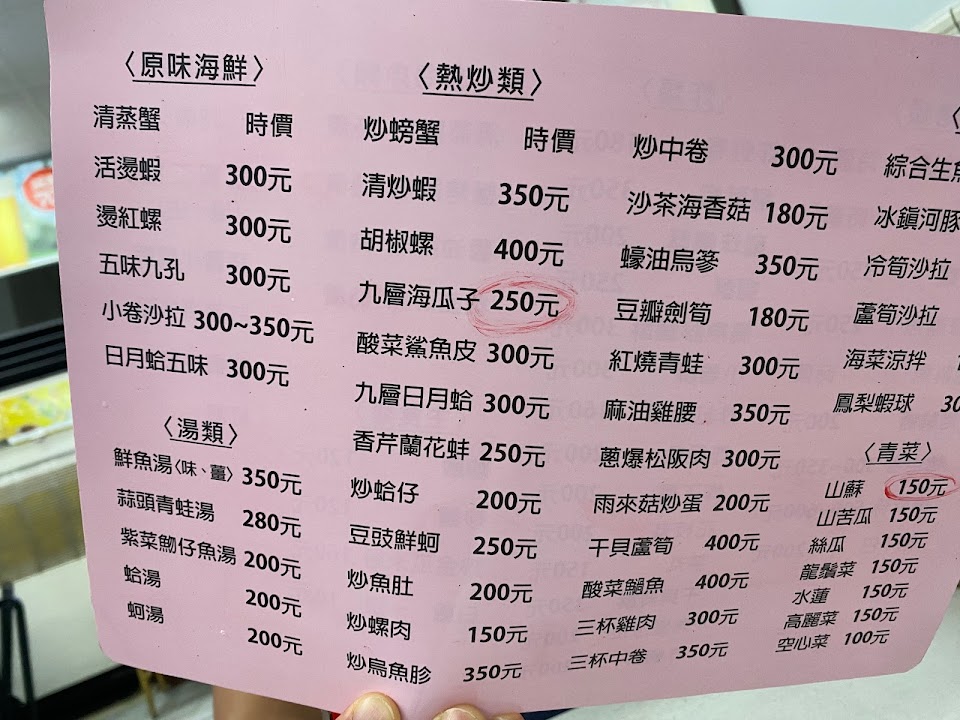 〈原味海鮮〉
清蒸蟹 時價
活燙蝦 300元
燙紅螺 300元
五味九孔 300元
小卷沙拉 300~350元
日月蛤五味 300元
〈湯類〉
鮮魚湯〈味、薑〉 350元
蒜頭青蛙湯 280元
紫菜魩仔魚湯 200元
蛤湯 200元
蚵湯 200元
〈熱炒類〉
炒螃蟹 時價
清炒蝦 350元
胡椒螺 400元
九層海瓜子 250元
酸菜鯊魚皮 300元
九層日月蛤 300元
香芹蘭花蚌 250元
炒蛤仔 200元
豆豉鮮蚵 250元
炒魚肚 200元
炒螺肉 150元
炒烏魚胗 350元
炒中卷 300元
沙茶海香菇 180元
蠔油烏篸 350元
豆瓣劍筍 180元
紅燒青蛙 300元
麻油雞腰 350元
蔥爆松阪肉 300元
雨來菇炒蛋 200元
干貝蘆筍 400元
酸菜鰚魚 400元
三杯雞肉 300元
三杯中卷 350元
綜合生魚
冰鎮河豚
冷筍沙拉
蘆筍沙拉
海菜涼拌
鳳梨蝦球 30
〈青菜〉
山蘇 150元
山苦瓜 150元
絲瓜 150元
龍鬚菜 150元
水蓮 150元
高麗菜 150元
空心菜 100元